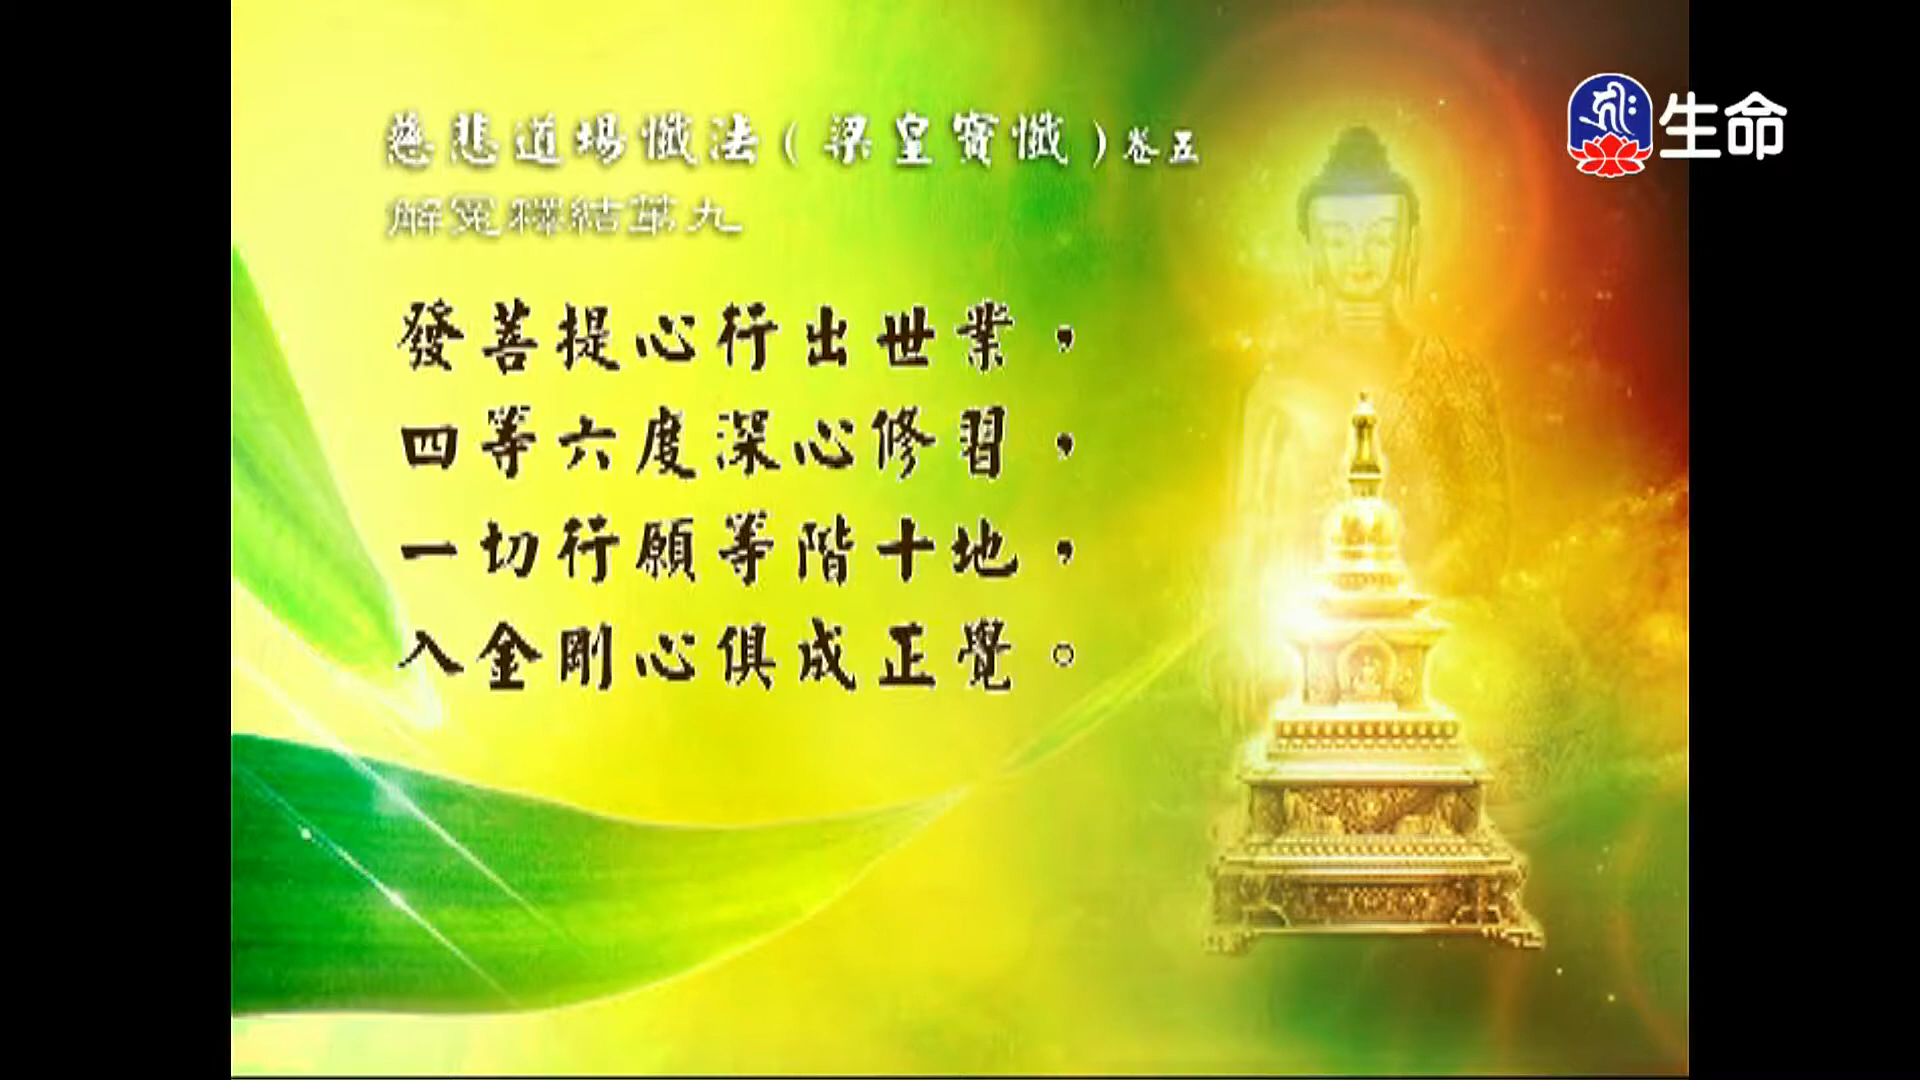 慈悲道場懺法(梁皇寶懺)卷五
解冤釋結第九
發菩提心行出世業，
四等六度深心修習，
一切行願等階十地，
入金剛心俱成正覺。
生命